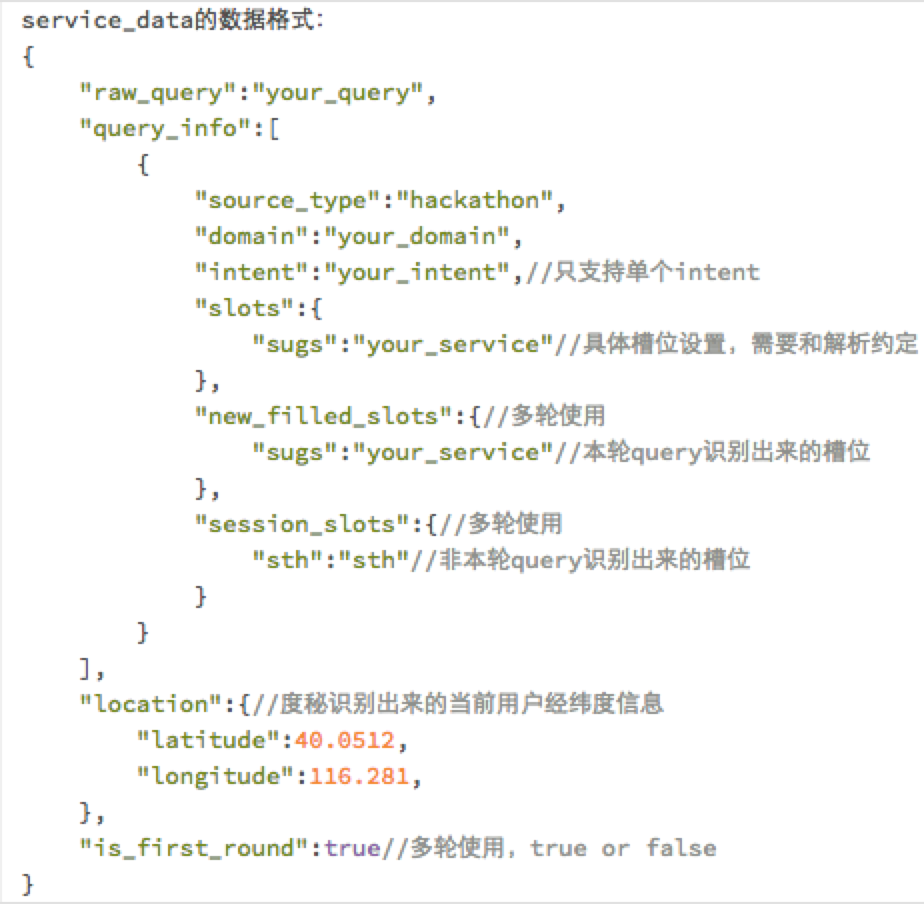 service_data的数据格式:
{
    "raw_query":"your_query",
    "query_info":[
        {
            "source_type":"hackathon",
            "domain":"your_domain",
            "intent":"your_intent",//只支持单个intent
            "slots":{
                "sugs":"your_service"//具体槽位设置，需要和解析约定
            },
            "new_filled_slots":{//多轮使用
                "sugs":"your_service"//本轮query识别出来的槽位
            },
            "session_slots":{//多轮使用
                "sth":"sth"//非本轮query识别出来的槽位
            }
        }
    ],
    "location":{//度秘识别出来的当前用户经纬度信息
        "latitude":40.0512,
        "longitude":116.281,
    },
    "is_first_round":true//多轮使用，true or false
}